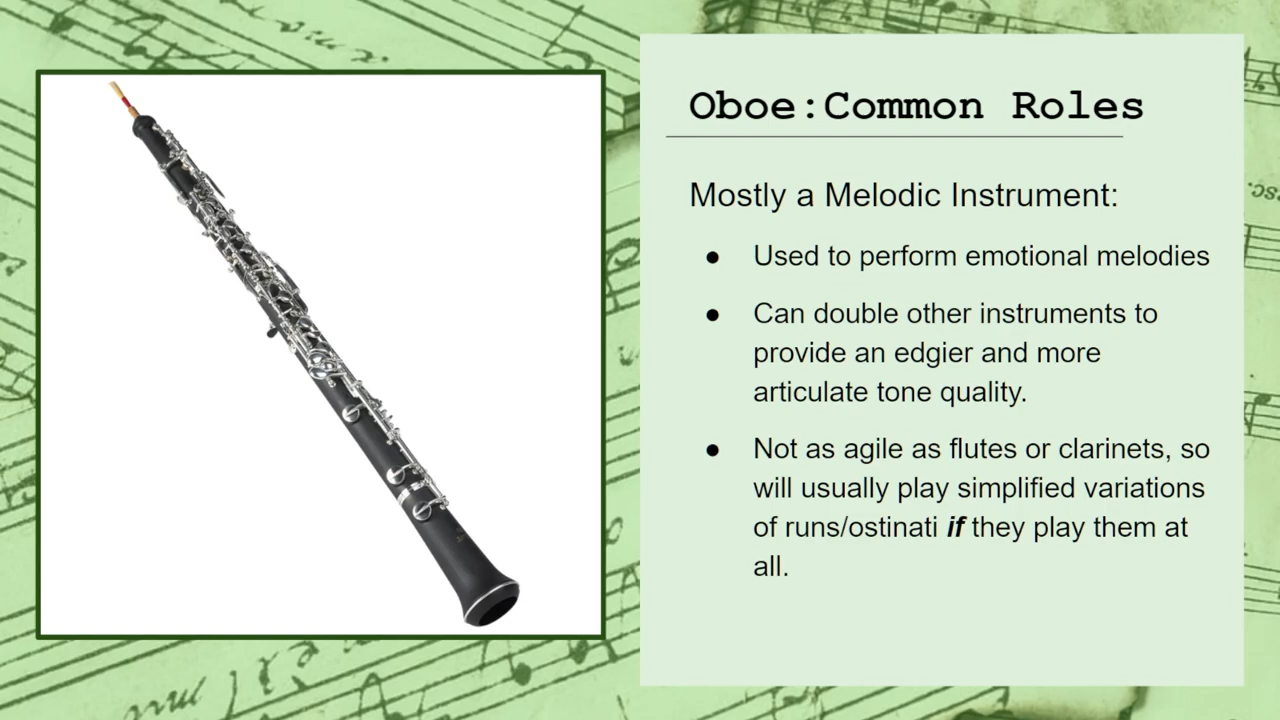 Oboe:Common Roles
Mostly a Melodic Instrument:
● Used to perform emotional melodies
● Can double other instruments to
provide an edgier and more
articulate tone quality.
● Not as agile as flutes or clarinets, so
will usually play simplified variations
of runs/ostinati if they play them at
all.